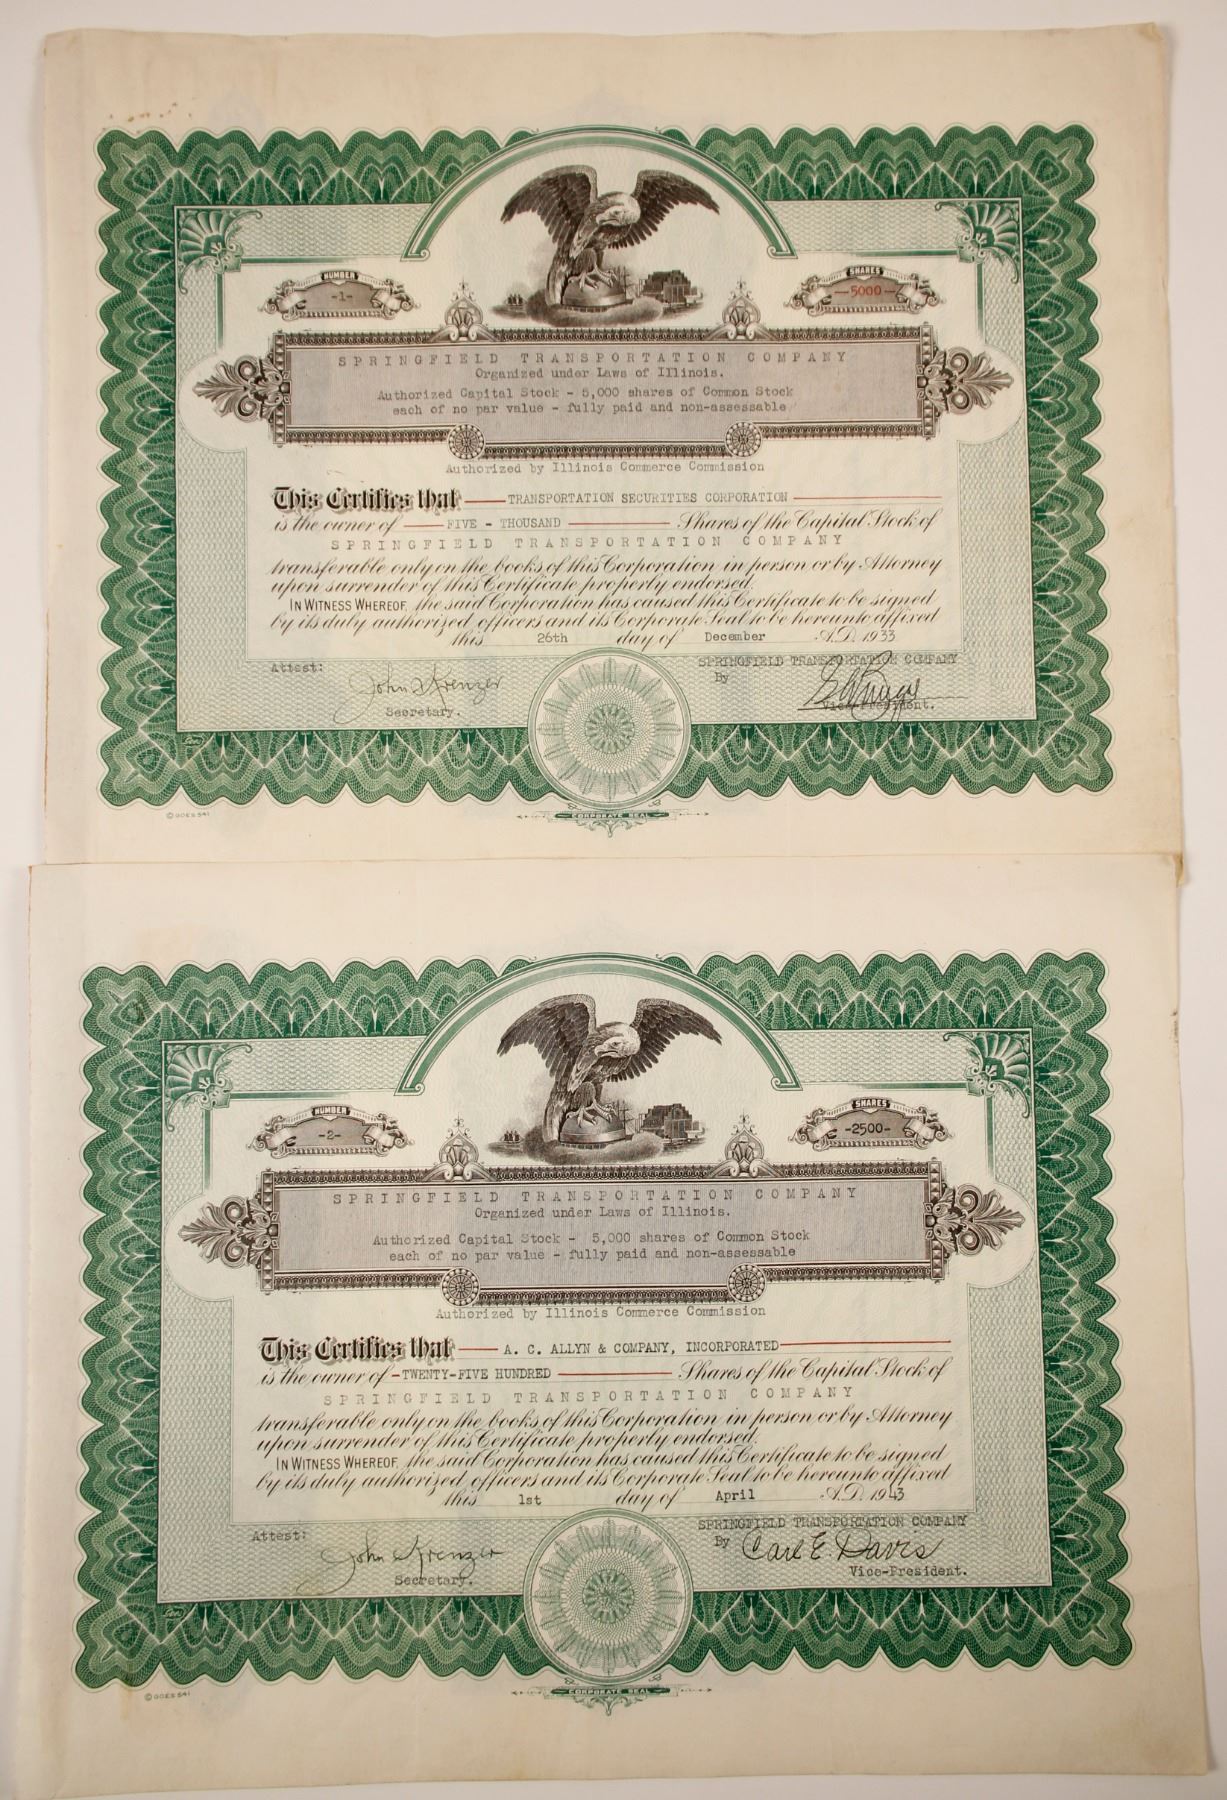 NUMBER
-1-
SHARES
-5000-
SPRINGFIELD TRANSPORTATION COMPANY
Organized under Laws of Illinois.
Authorized Capital Stock - 5,000 shares of Common Stock
each of no par value - fully paid and non-assessable
Authorized by Illinois Commerce Commission
This Certifies that TRANSPORTATION SECURITIES CORPORATION
is the owner of FIVE - THOUSAND Shares of the Capital Stock of
SPRINGFIELD TRANSPORTATION COMPANY
transferable only on the books of this Corporation in person or by Attorney
upon surrender of this Certificate properly endorsed.
IN WITNESS WHEREOF, the said Corporation has caused this Certificate to be signed
by its duly authorized officers and its Corporate Seal to be hereunto affixed
this 26th day of December A.D. 1933
Attest:
SPRINGFIELD TRANSPORTATION COMPANY
By
Secretary.
Vice-President.
© GOES 541
CORPORATE SEAL
NUMBER
-2-
SHARES
-2500-
SPRINGFIELD TRANSPORTATION COMPANY
Organized under Laws of Illinois.
Authorized Capital Stock - 5,000 shares of Common Stock
each of no par value - fully paid and non-assessable
Authorized by Illinois Commerce Commission
This Certifies that A. C. ALLYN & COMPANY, INCORPORATED
is the owner of -TWENTY-FIVE HUNDRED Shares of the Capital Stock of
SPRINGFIELD TRANSPORTATION COMPANY
transferable only on the books of this Corporation in person or by Attorney
upon surrender of this Certificate properly endorsed.
IN WITNESS WHEREOF, the said Corporation has caused this Certificate to be signed
by its duly authorized officers and its Corporate Seal to be hereunto affixed
this 1st day of April A.D. 1943
Attest:
SPRINGFIELD TRANSPORTATION COMPANY
By Carl E Davis
Secretary.
Vice-President.
© GOES 541
CORPORATE SEAL